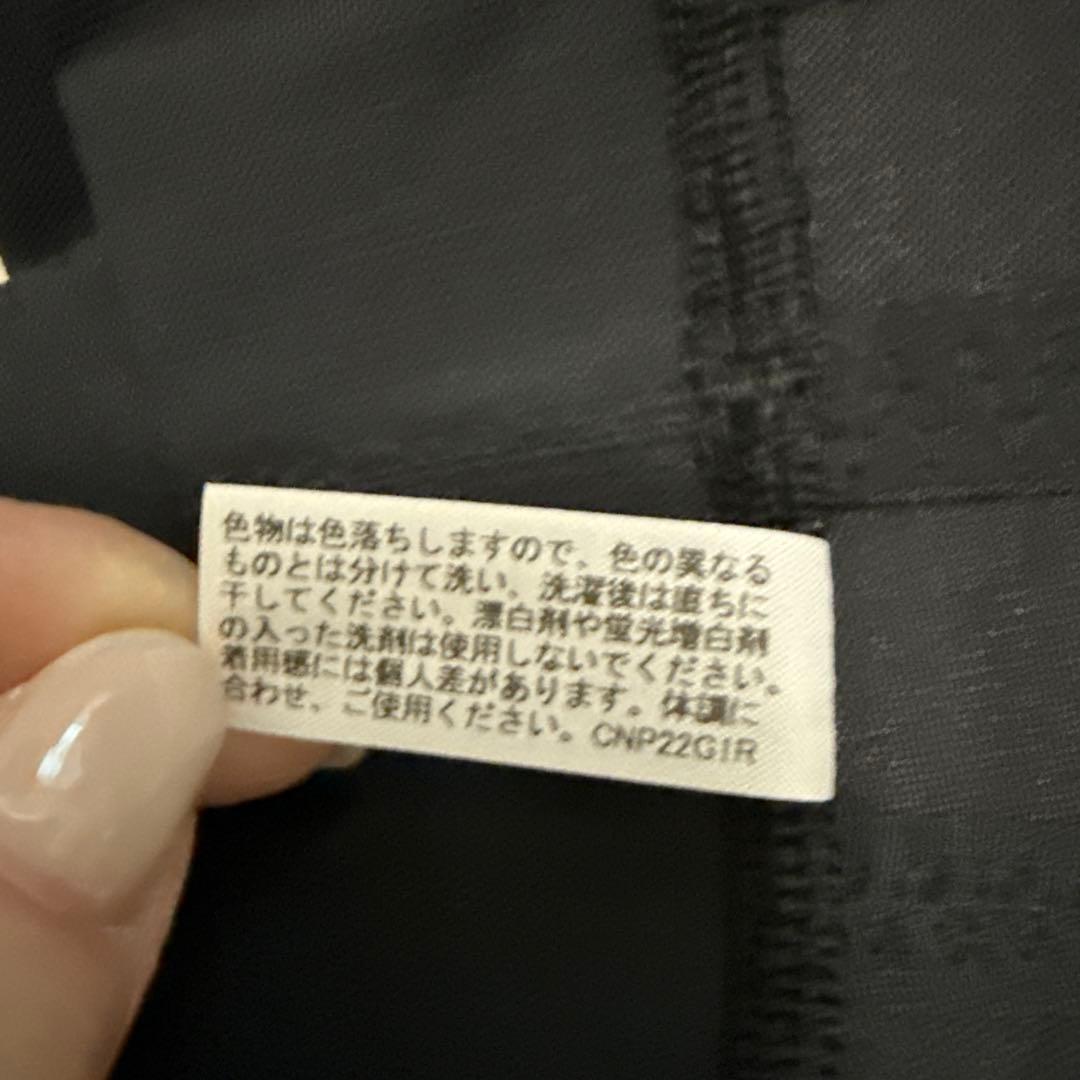 色物は色落ちしますので、色の異なる
ものとは分けて洗い、洗濯後は直ちに
干してください。漂白剤や蛍光増白剤
の入った洗剤は使用しないでください。
着用感には個人差があります。体調に
合わせ、ご使用ください。CNP22GIR